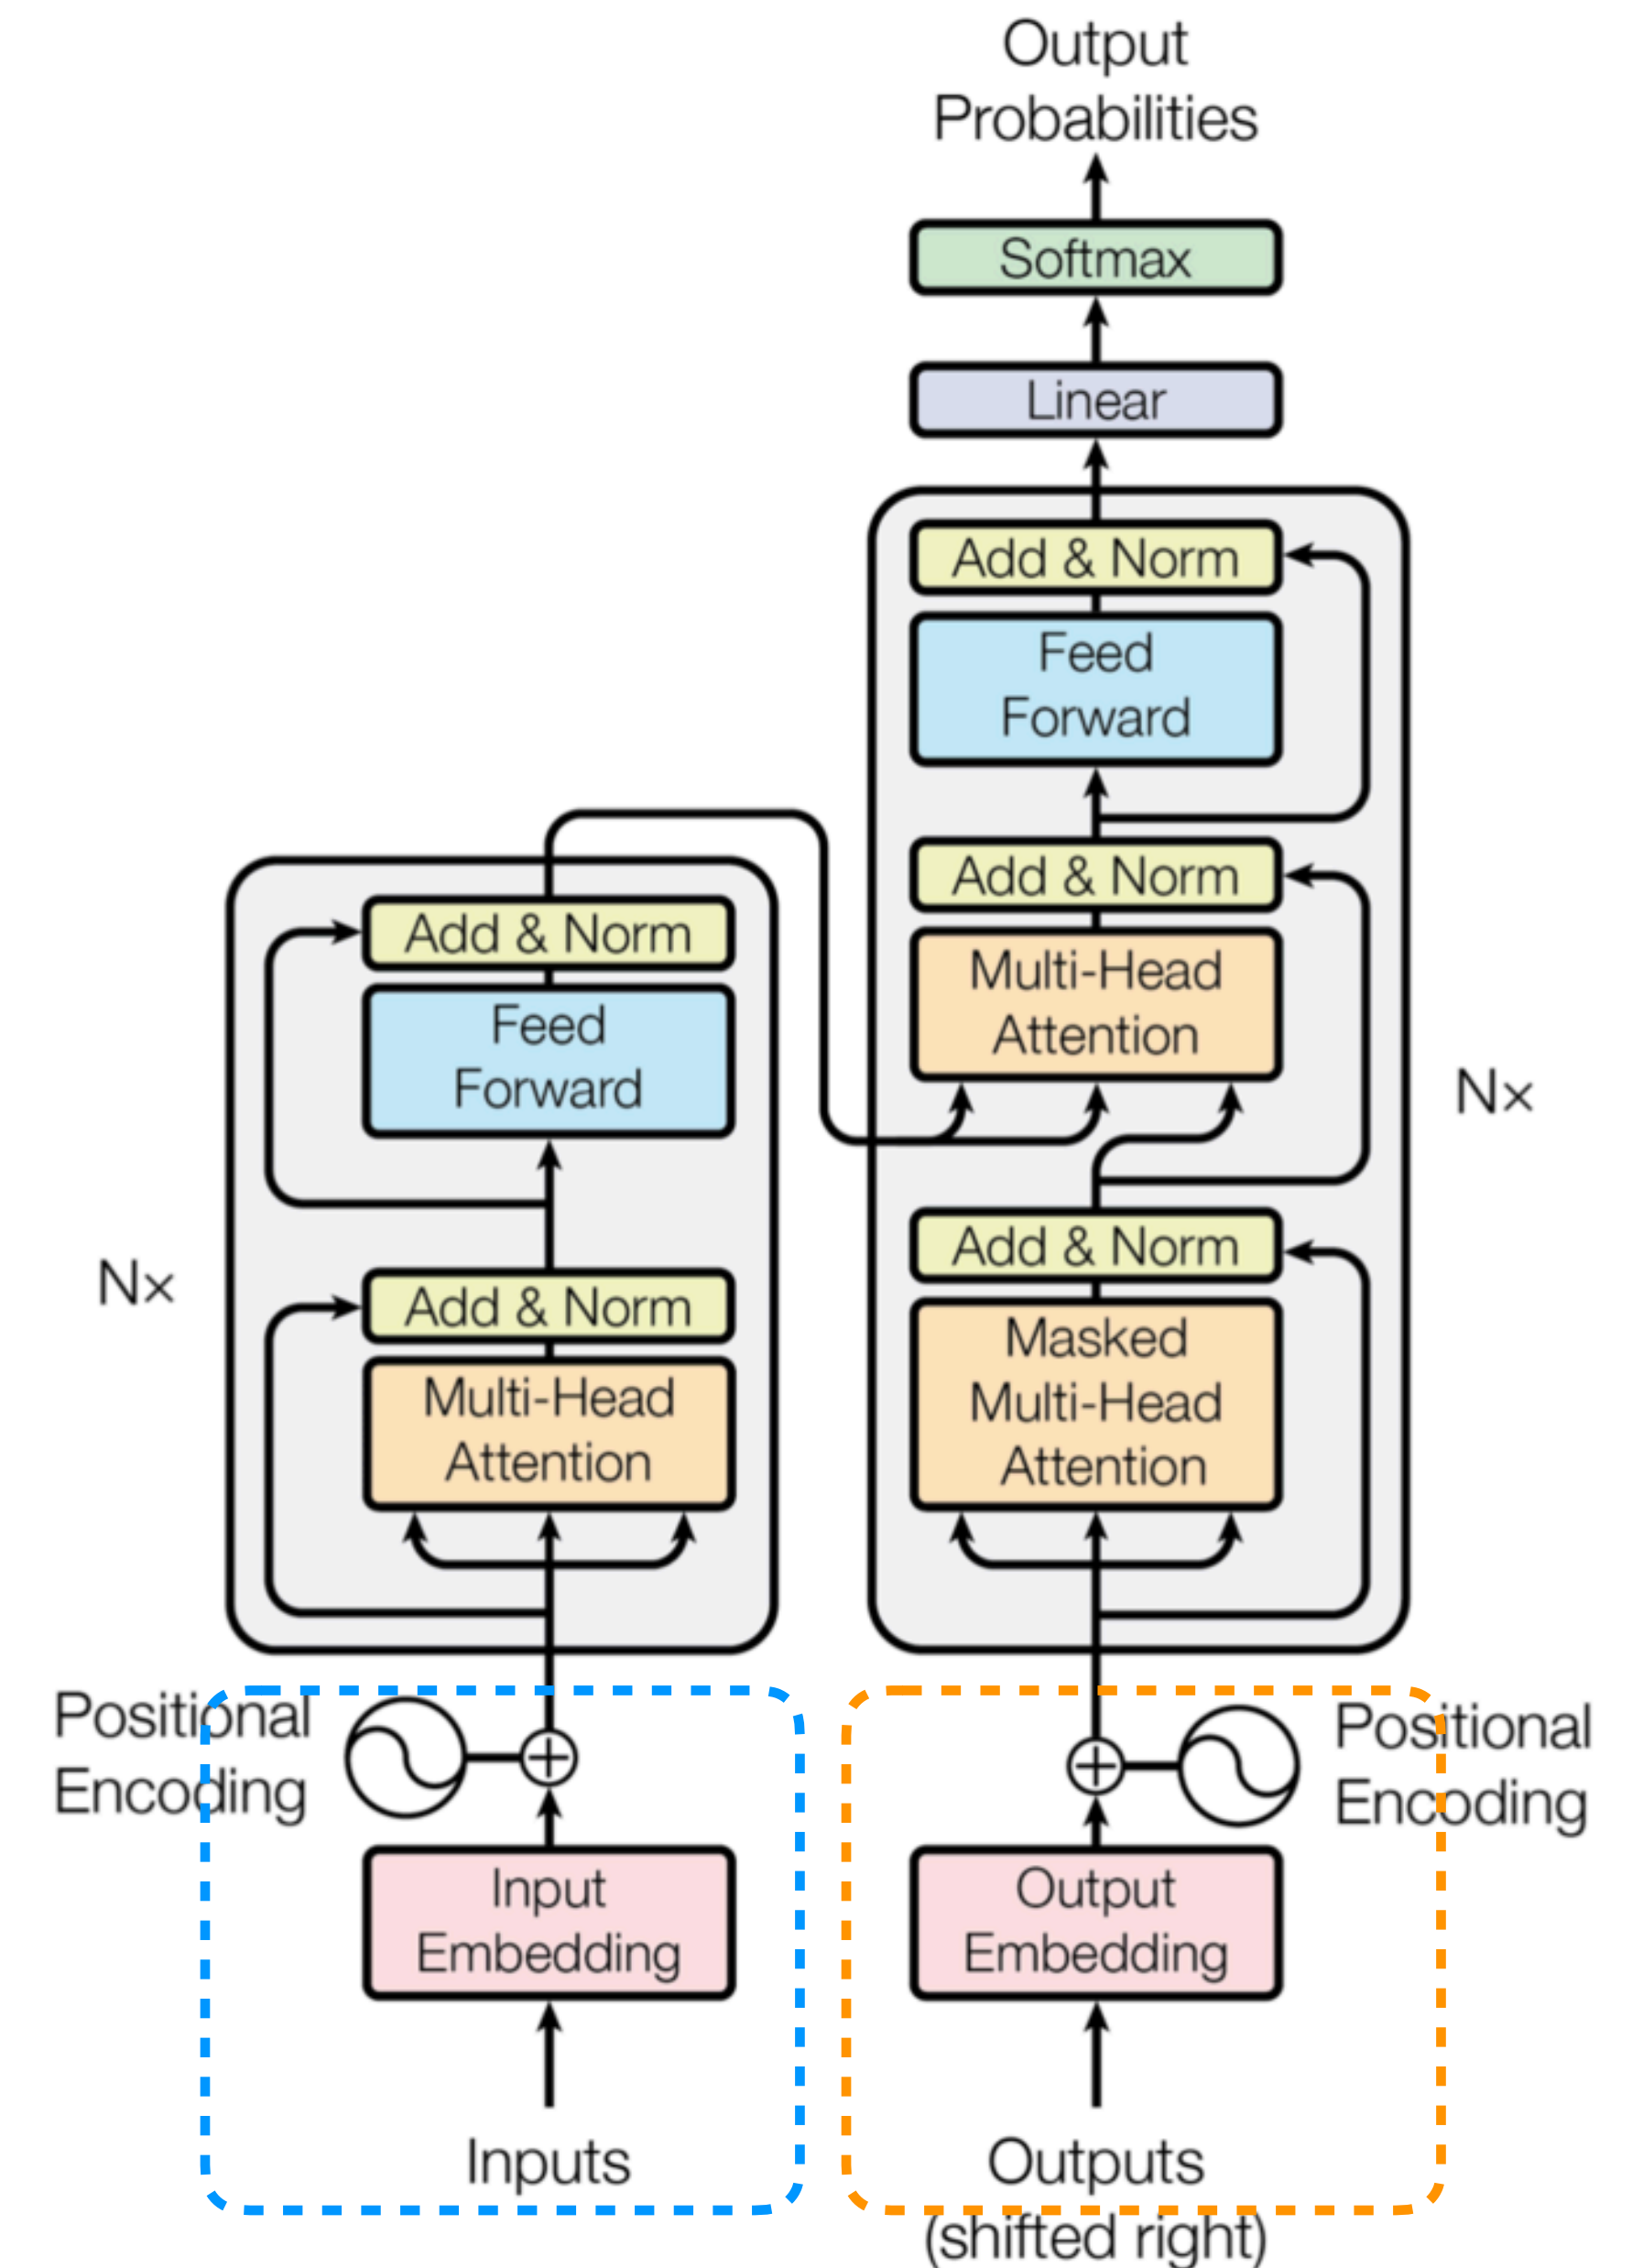 Output
Probabilities
Softmax
Linear
Add & Norm
Feed
Forward
Add & Norm
Multi-Head
Attention
Add & Norm
Masked
Multi-Head
Attention
N×
Add & Norm
Feed
Forward
Add & Norm
Multi-Head
Attention
N×
Positional
Encoding
Input
Embedding
Inputs
Positional
Encoding
Output
Embedding
Outputs
(shifted right)